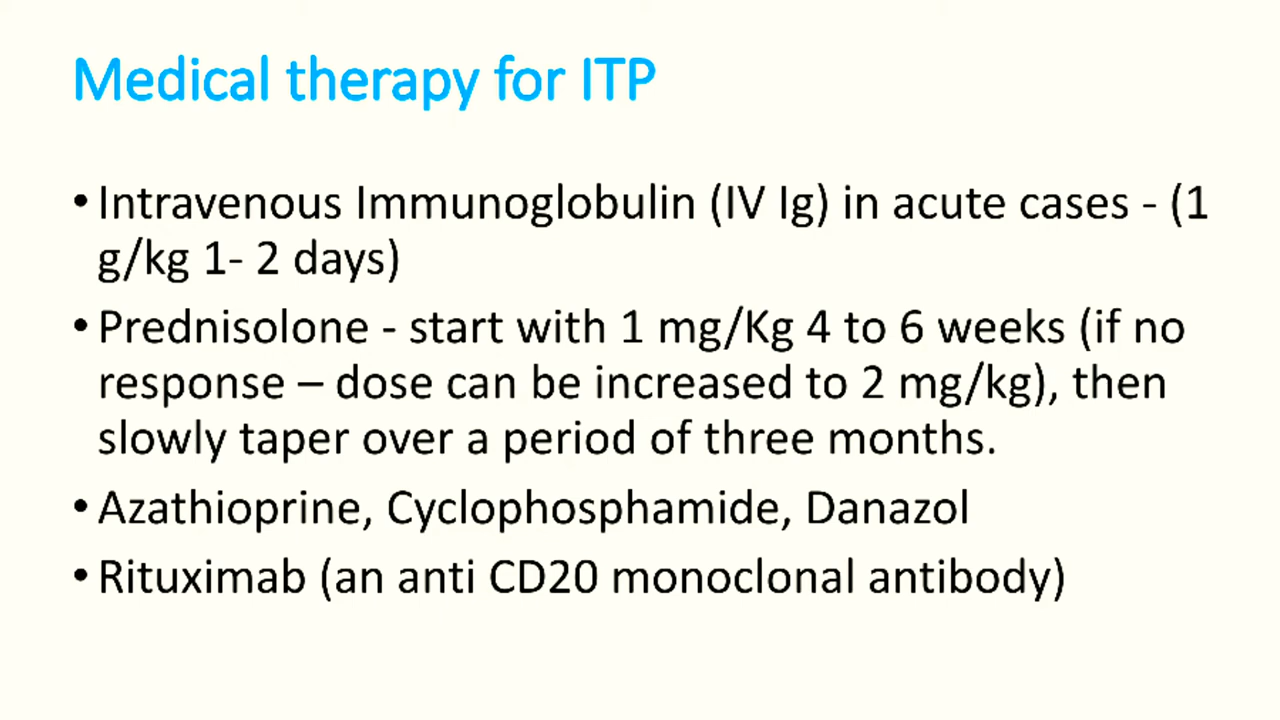 Medical therapy for ITP
•Intravenous Immunoglobulin (IV Ig) in acute cases - (1
g/kg 1- 2 days)
•Prednisolone - start with 1 mg/Kg 4 to 6 weeks (if no
response – dose can be increased to 2 mg/kg), then
slowly taper over a period of three months.
•Azathioprine, Cyclophosphamide, Danazol
•Rituximab (an anti CD20 monoclonal antibody)